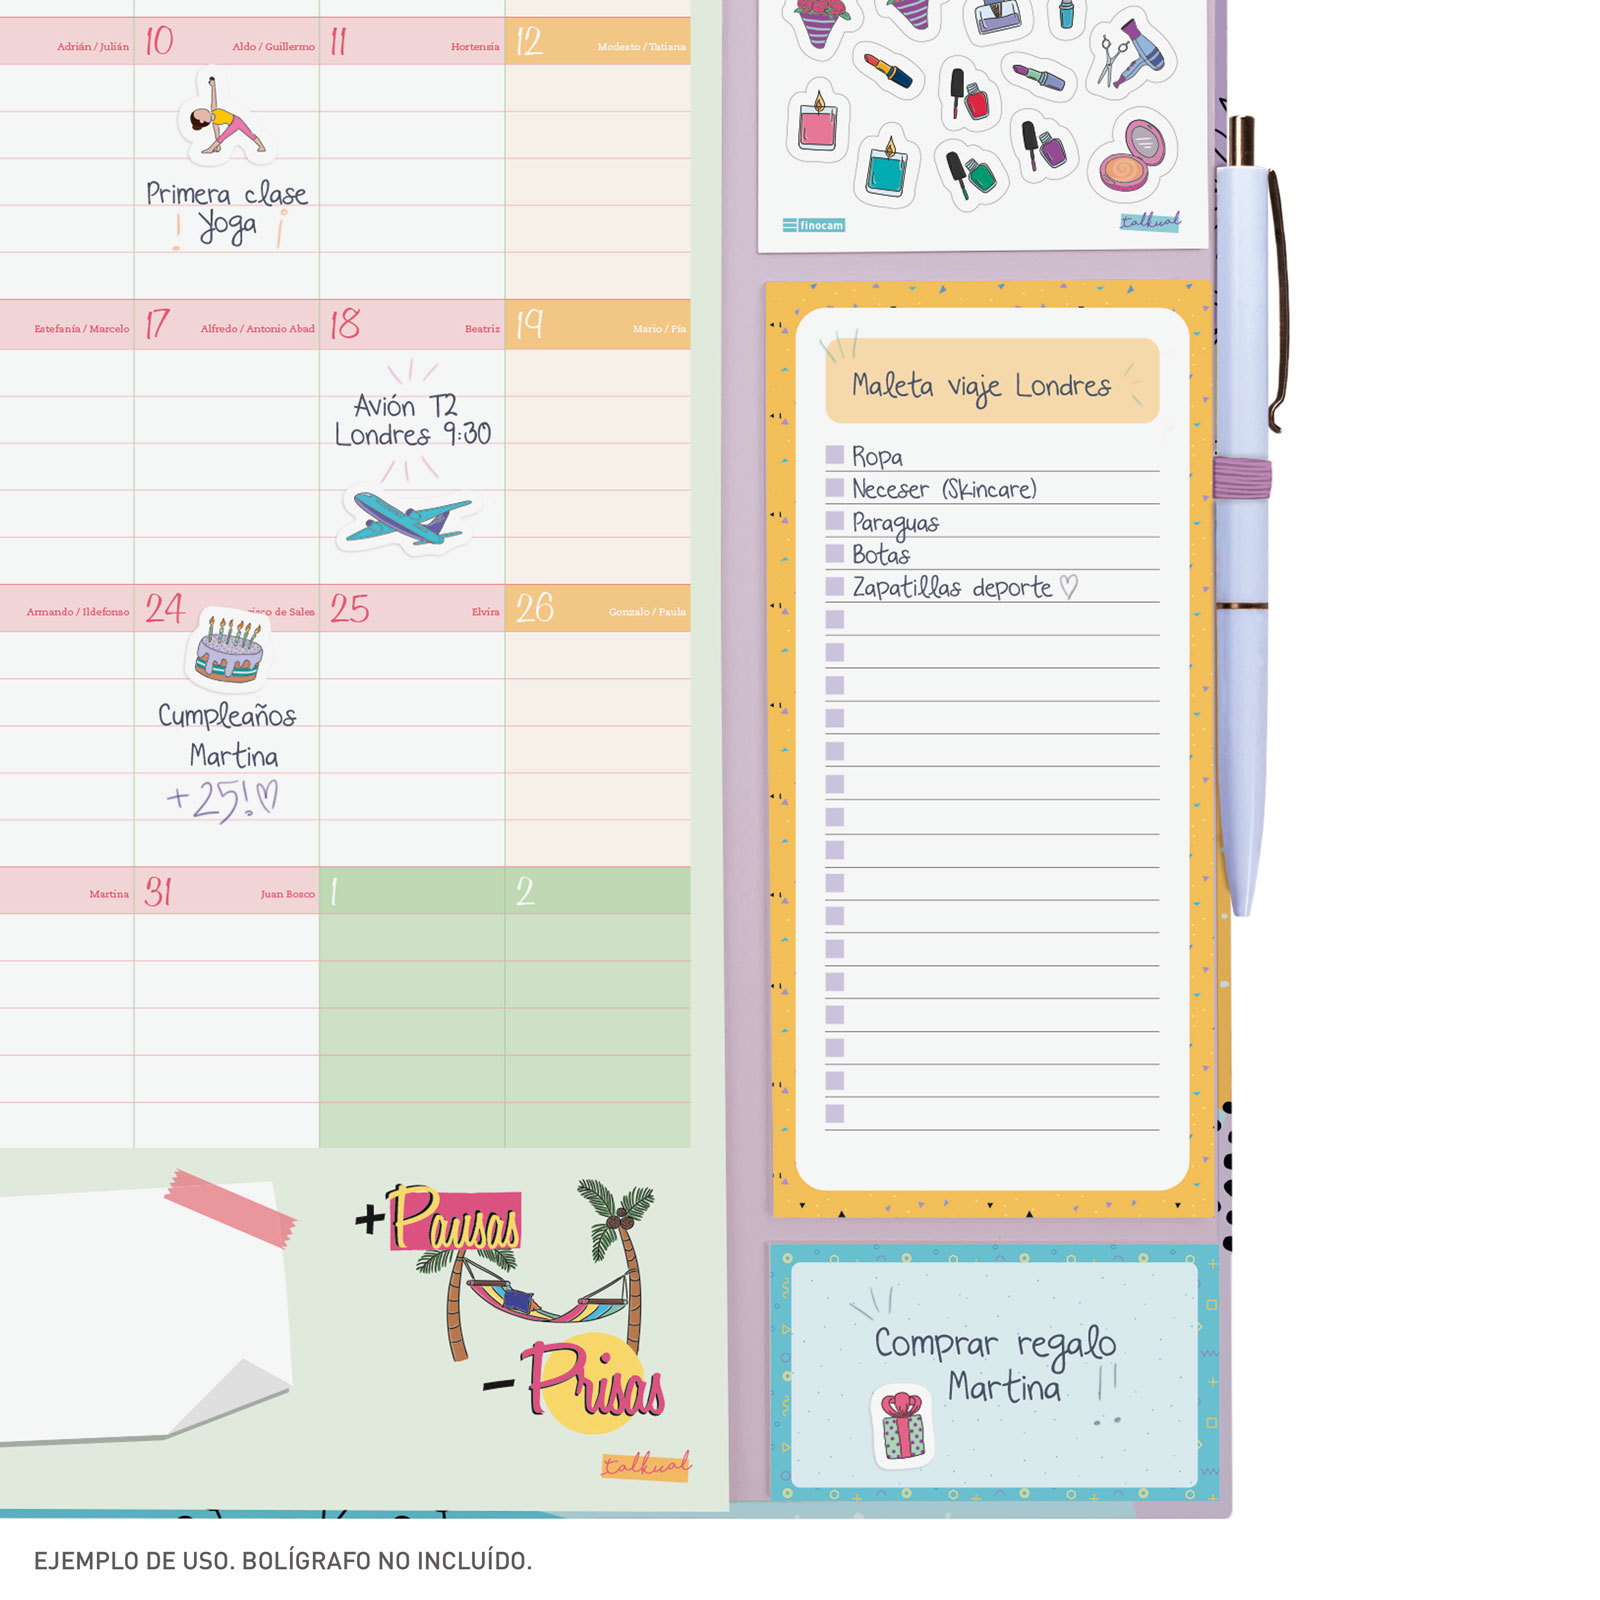 Adrián / Julián
10
Aldo / Guillermo
11
Hortensia
12
Modesto / Tatiana
Primera clase
! Yoga ¡
Estefanía / Marcelo
17
Alfredo / Antonio Abad
18
Beatriz
19
Mario / Pía
Avión T2
Londres 9:30
Armando / Ildefonso
24
de Sales
25
Elvira
26
Gonzalo / Paula
Cumpleaños
Martina
+25!♡
Martina
31
Juan Bosco
1
2
+ Pausas
- Prisas
talkual
finocam
talkual
Maleta viaje Londres
Ropa
Neceser (Skincare)
Paraguas
Botas
Zapatillas deporte ♡
Comprar regalo
Martina !!
EJEMPLO DE USO. BOLÍGRAFO NO INCLUÍDO.